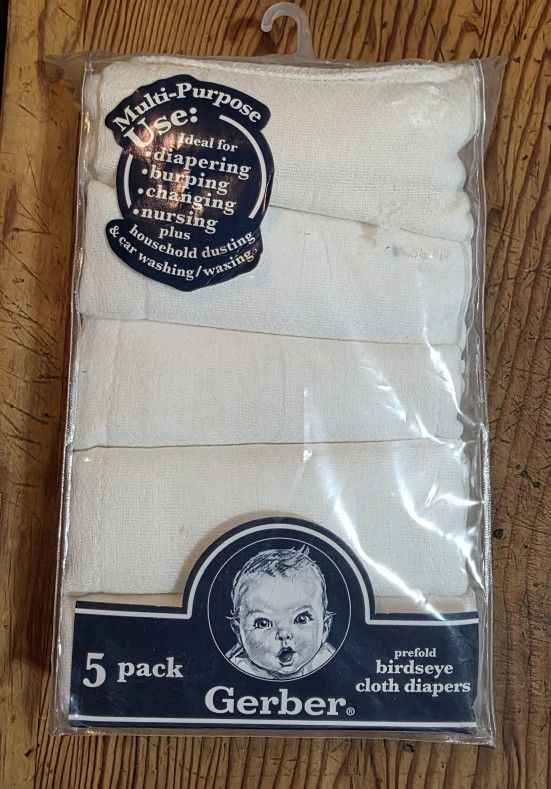 Multi-Purpose
Use:
Ideal for
•diapering
•burping
•changing
•nursing
plus
household dusting
& car washing/waxing
5 pack
Gerber®
prefold
birdseye
cloth diapers